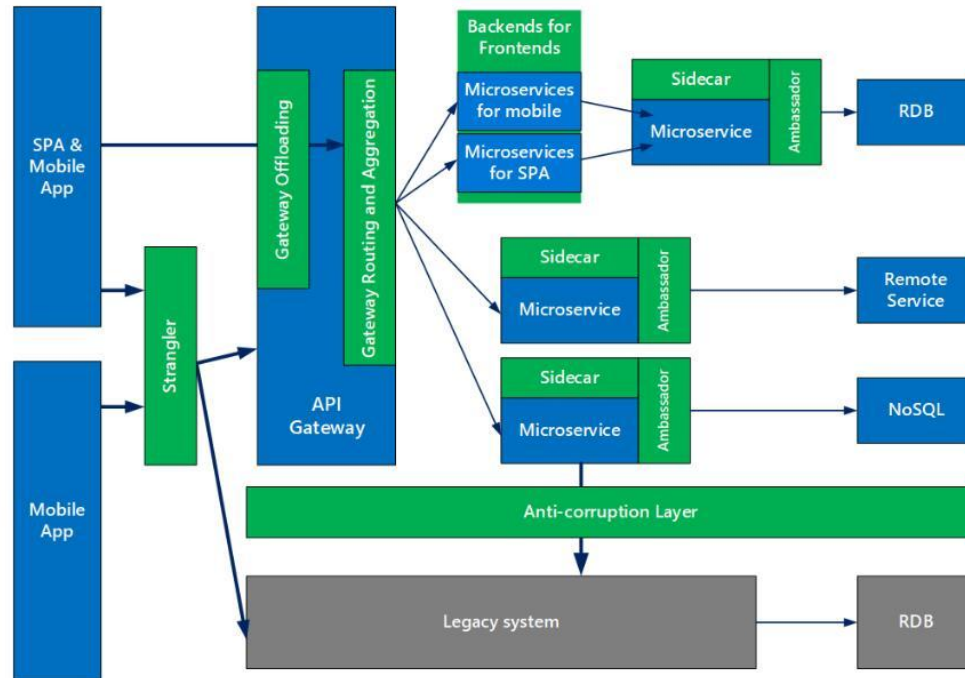 SPA &
Mobile
App
Mobile
App
Strangler
Gateway Offloading
Gateway Routing and Aggregation
API
Gateway
Backends for
Frontends
Microservices
for mobile
Microservices
for SPA
Sidecar
Microservice
Ambassador
RDB
Sidecar
Microservice
Ambassador
Remote
Service
Sidecar
Microservice
Ambassador
NoSQL
Anti-corruption Layer
Legacy system
RDB